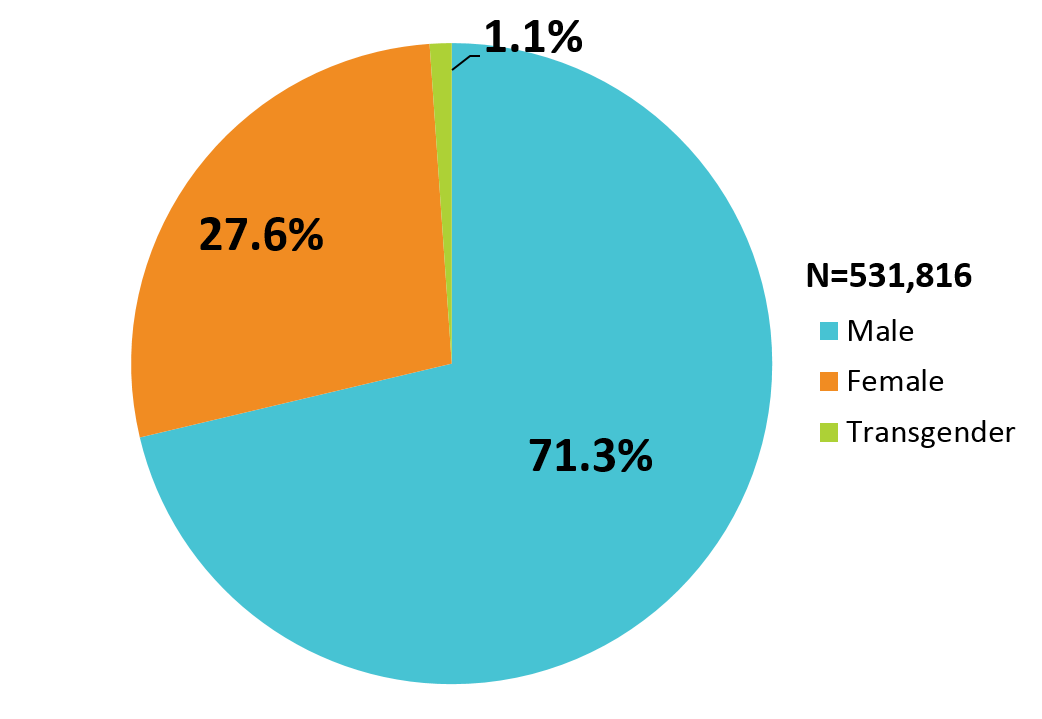 1.1%
27.6%
71.3%
N=531,816
Male
Female
Transgender